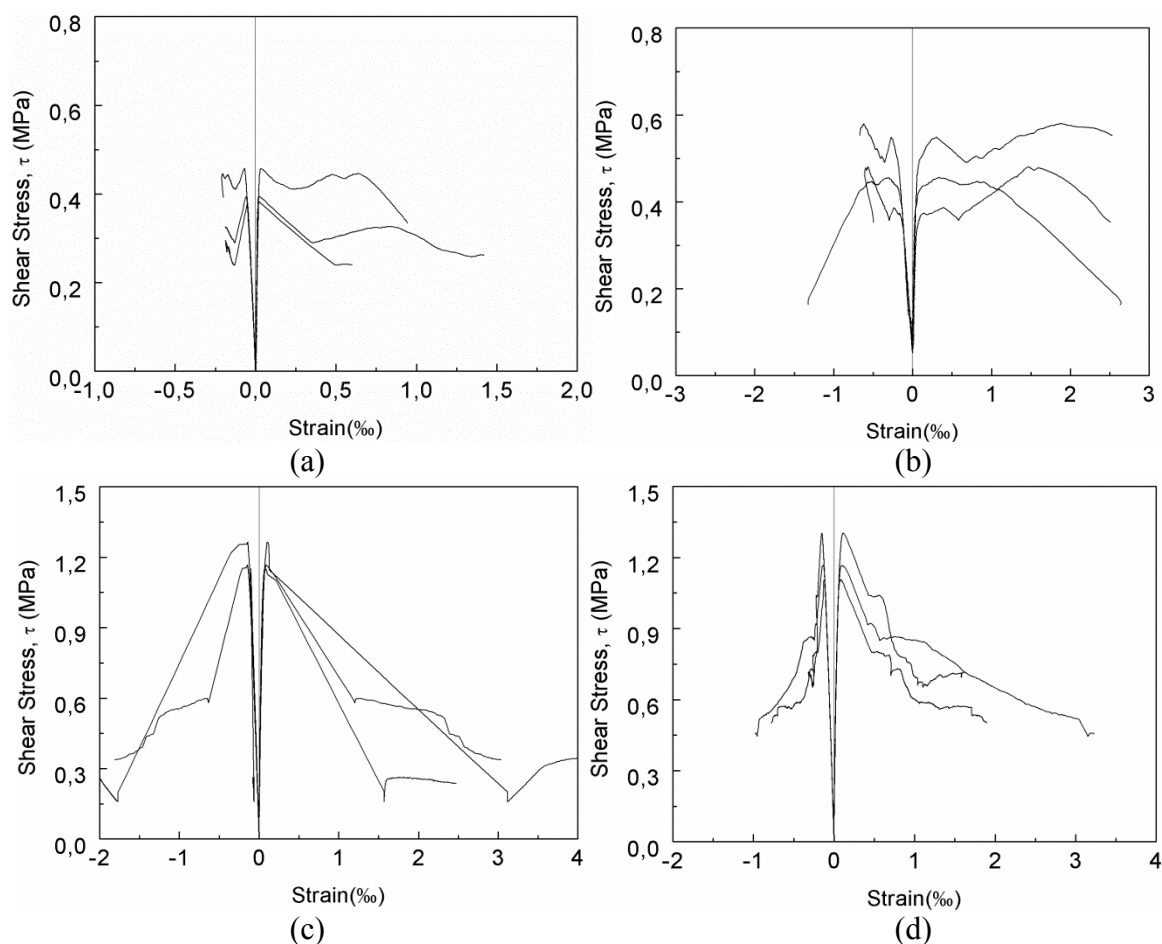 0,8
0,6
0,4
0,2
0,0
Shear Stress, τ (MPa)
-1,0 -0,5 0,0 0,5 1,0 1,5 2,0
Strain(‰)
(a)
0,8
0,6
0,4
0,2
0,0
Shear Stress, τ (MPa)
-3 -2 -1 0 1 2 3
Strain(‰)
(b)
1,5
1,2
0,9
0,6
0,3
0,0
Shear Stress, τ (MPa)
-2 -1 0 1 2 3 4
Strain(‰)
(c)
1,5
1,2
0,9
0,6
0,3
0,0
Shear Stress, τ (MPa)
-2 -1 0 1 2 3 4
Strain(‰)
(d)